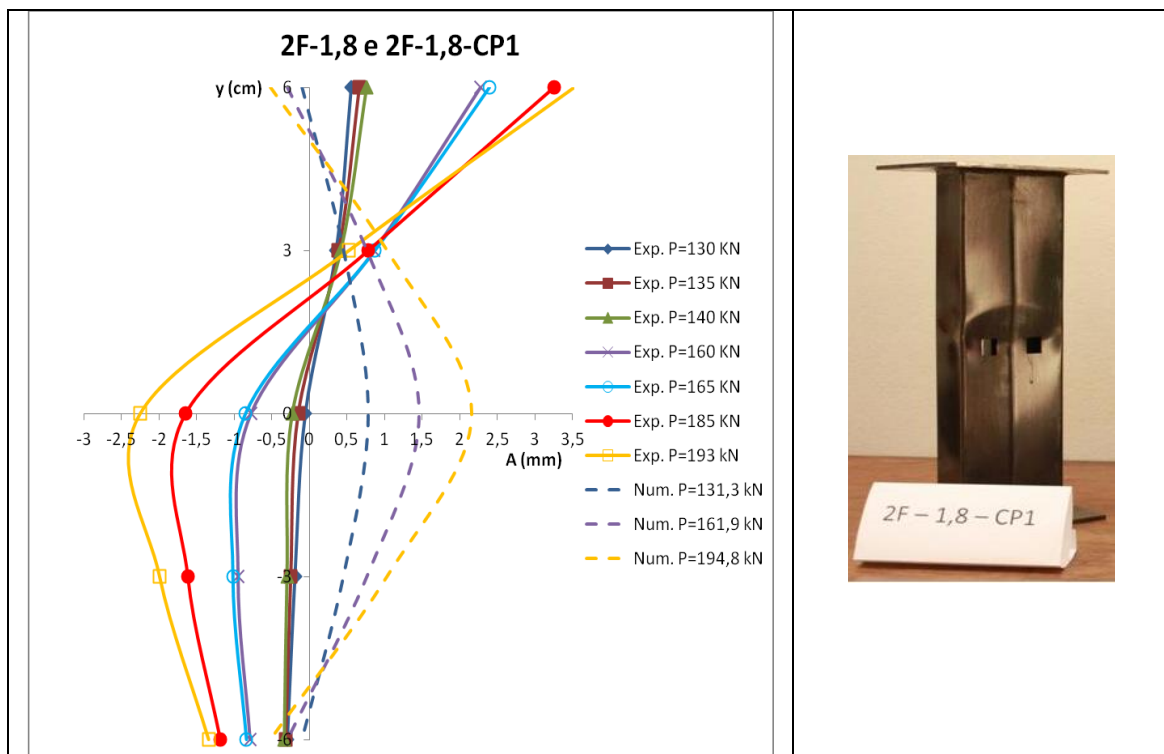 2F-1,8 e 2F-1,8-CP1
y (cm)
6
3
0
-3
-6
-3 -2,5 -2 -1,5 -1 -0,5 0 0,5 1 1,5 2 2,5 3 3,5
A (mm)
Exp. P=130 KN
Exp. P=135 KN
Exp. P=140 KN
Exp. P=160 KN
Exp. P=165 KN
Exp. P=185 KN
Exp. P=193 kN
Num. P=131,3 kN
Num. P=161,9 kN
Num. P=194,8 kN
2F – 1,8 – CP1